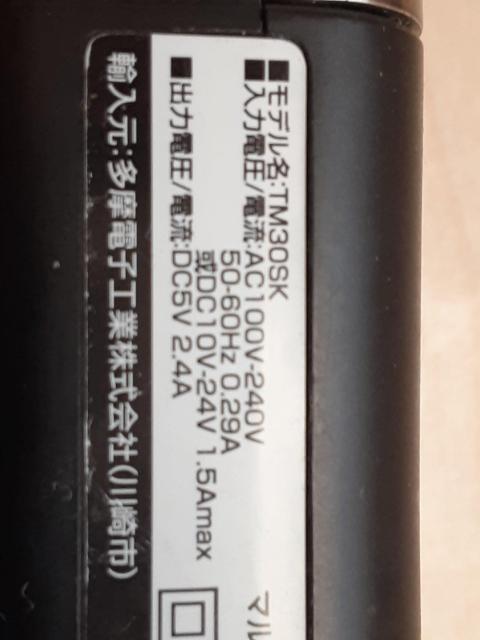 ■モデル名:TM30SK
■入力電圧/電流:AC100V-240V
50-60Hz 0.29A
或DC10V-24V 1.5Amax
■出力電圧/電流:DC5V 2.4A
輸入元:多摩電子工業株式会社(川崎市)
マル